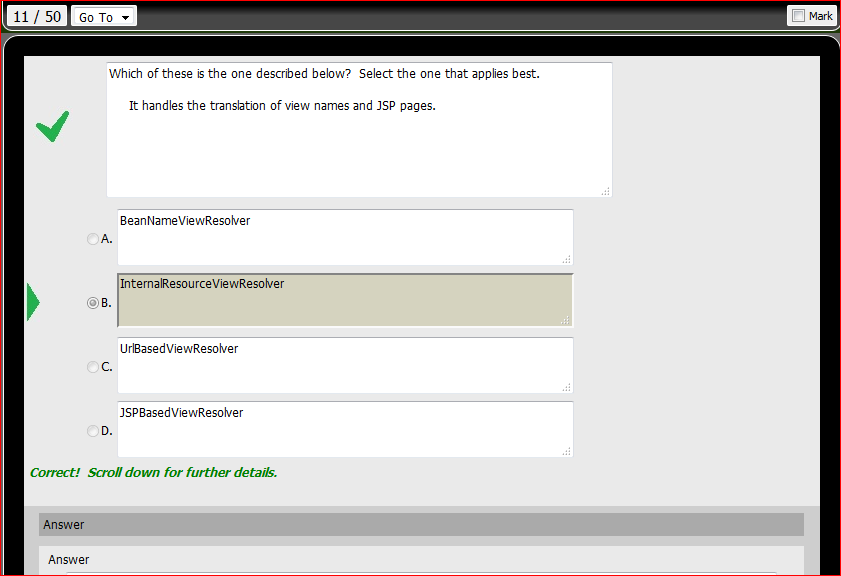 11 / 50 Go To Mark
Which of these is the one described below? Select the one that applies best.
It handles the translation of view names and JSP pages.
A. BeanNameViewResolver
B. InternalResourceViewResolver
C. UrlBasedViewResolver
D. JSPBasedViewResolver
Correct! Scroll down for further details.
Answer
Answer